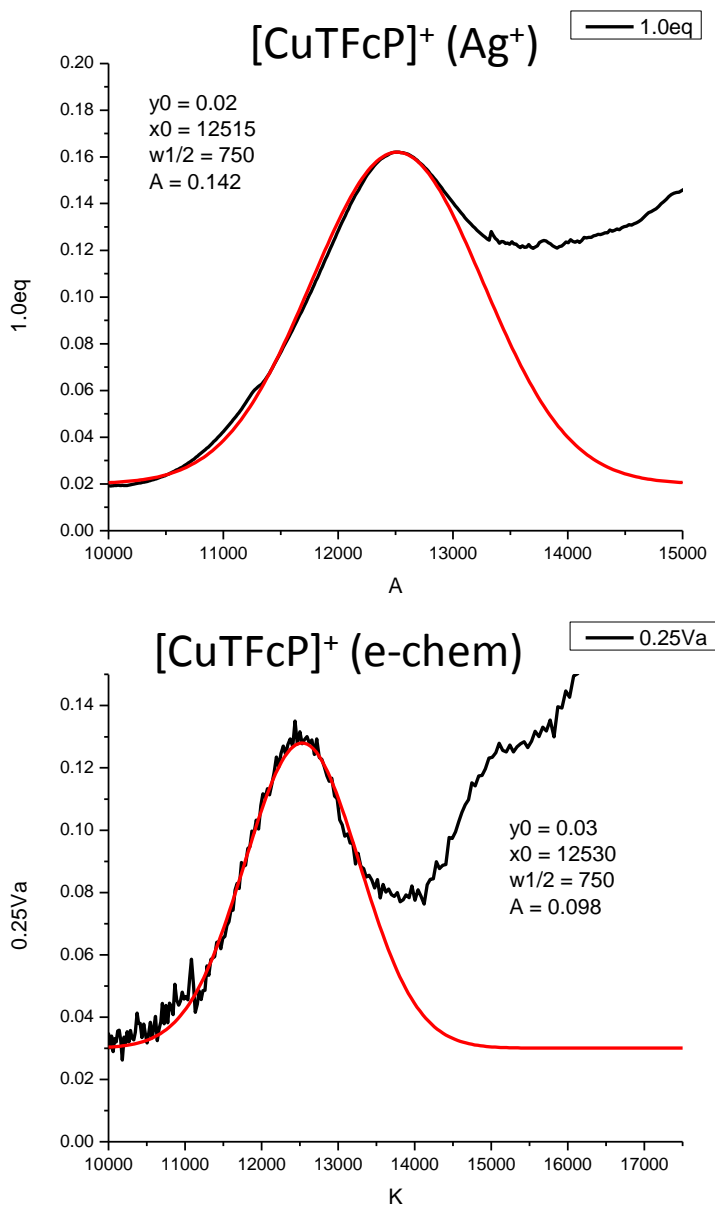 [CuTFcP]⁺ (Ag⁺)
1.0eq
y0 = 0.02
x0 = 12515
w1/2 = 750
A = 0.142
0.20
0.18
0.16
0.14
0.12
0.10
0.08
0.06
0.04
0.02
0.00
1.0eq
10000 11000 12000 13000 14000 15000
A
[CuTFcP]⁺ (e-chem)
0.25Va
0.14
0.12
0.10
0.08
0.06
0.04
0.02
0.00
0.25Va
y0 = 0.03
x0 = 12530
w1/2 = 750
A = 0.098
10000 11000 12000 13000 14000 15000 16000 17000
K